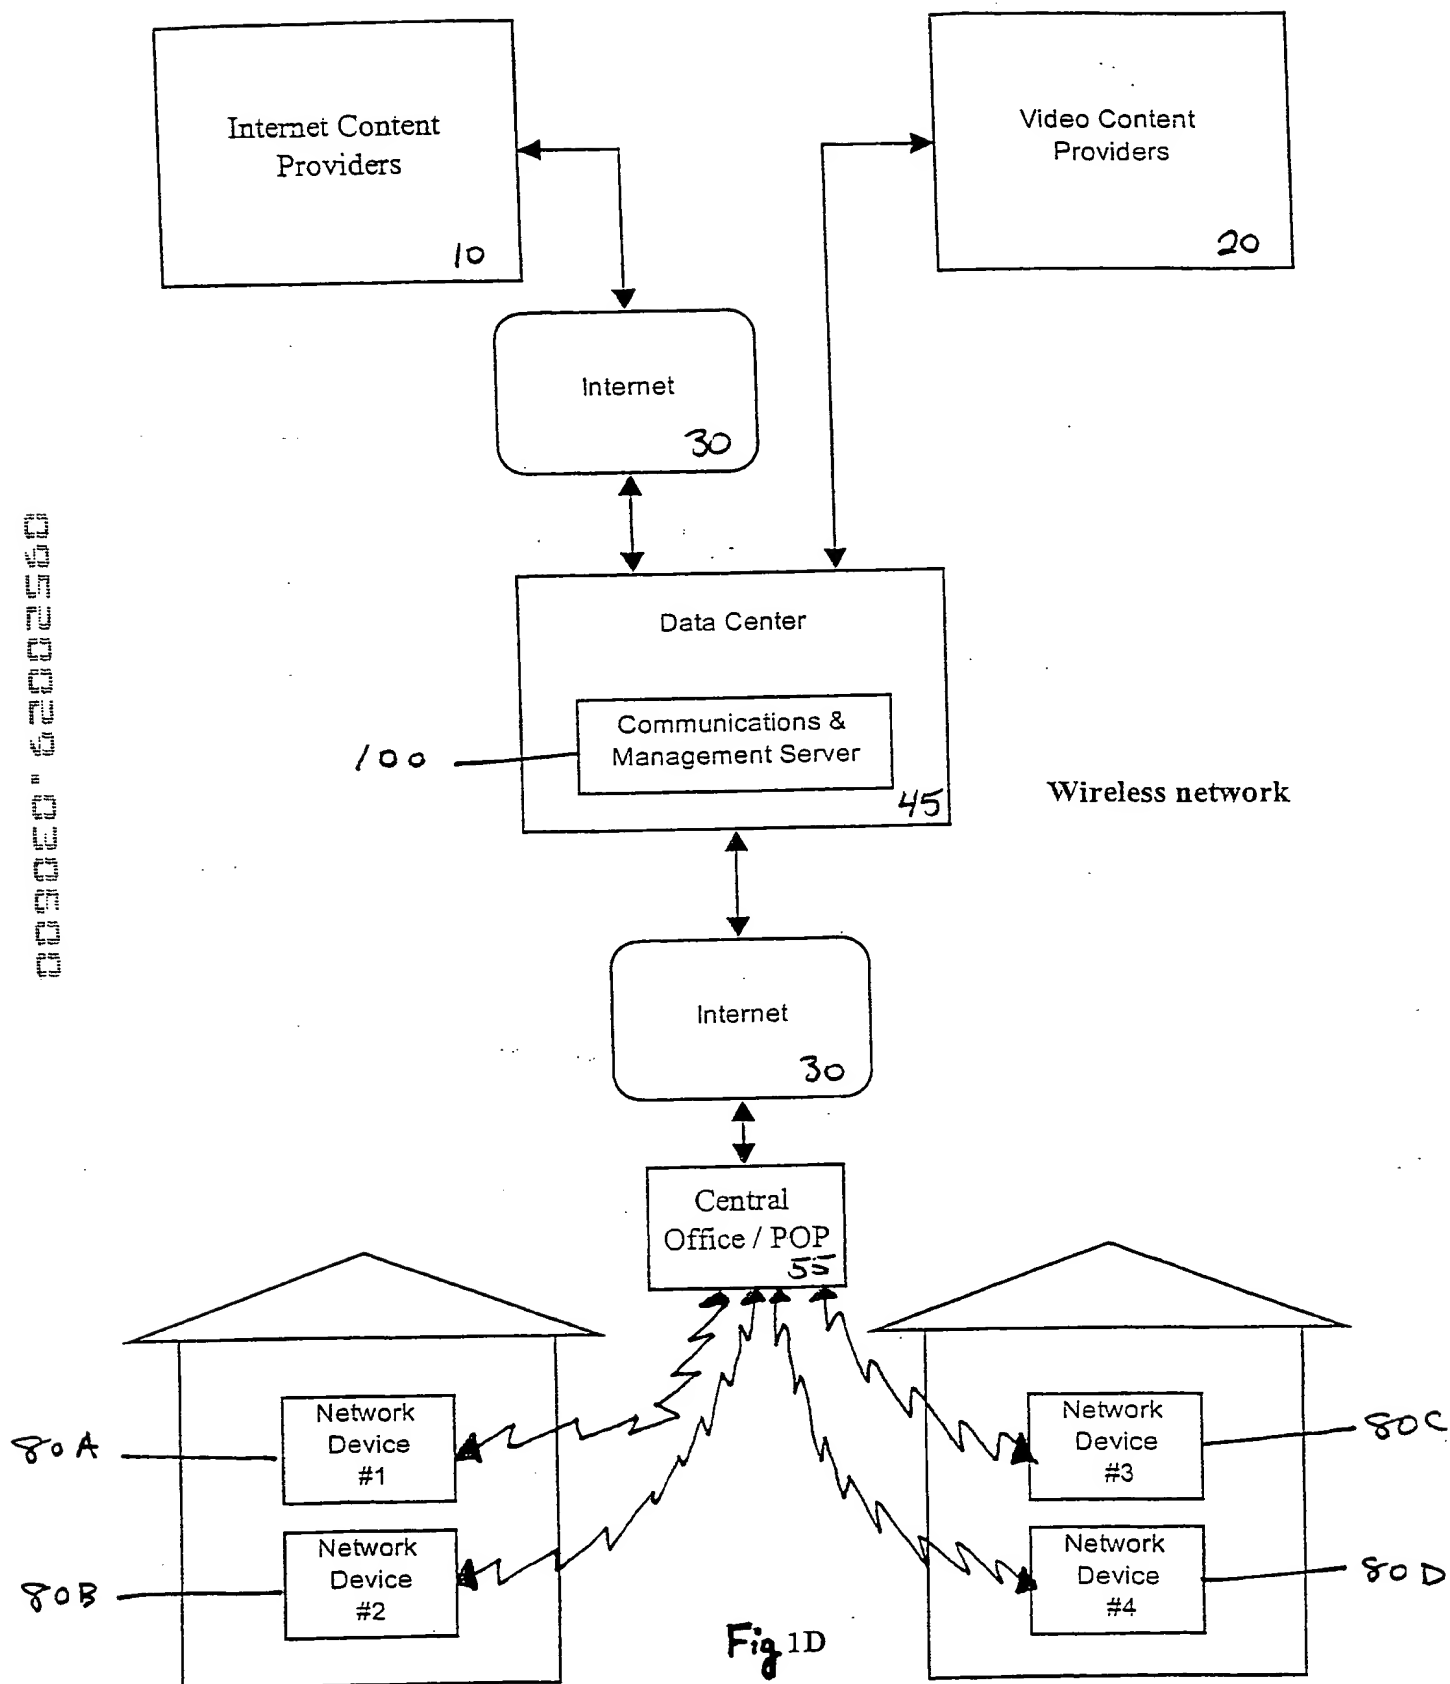 Internet Content
Providers
10
Video Content
Providers
20
Internet
30
Data Center
Communications &
Management Server
100
45
Wireless network
Internet
30
Central
Office / POP
55
Network
Device
#1
80A
Network
Device
#2
80B
Network
Device
#3
80C
Network
Device
#4
80D
Fig 1D
09520029.030500